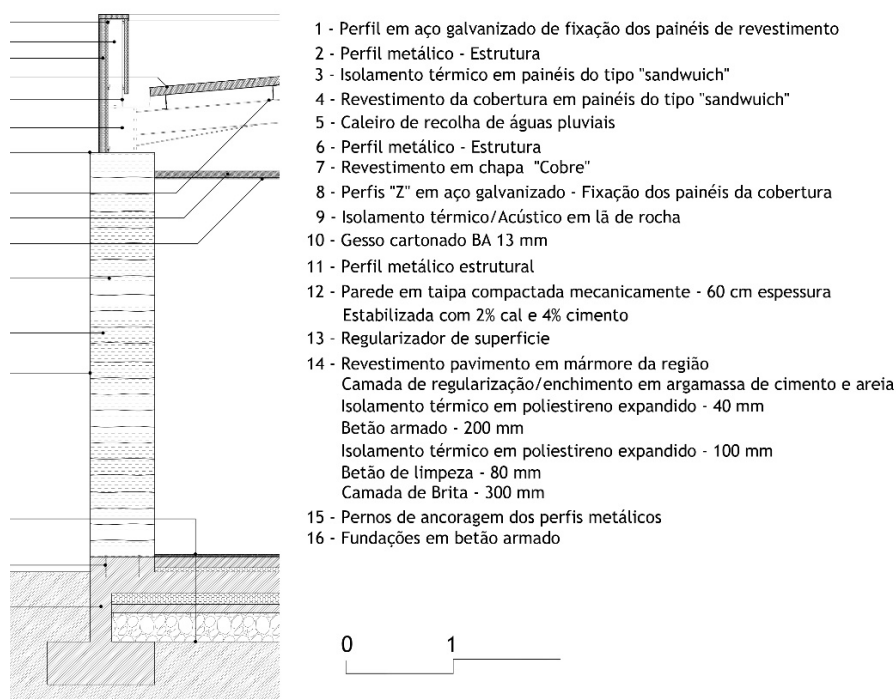 1 - Perfil em aço galvanizado de fixação dos painéis de revestimento
2 - Perfil metálico - Estrutura
3 - Isolamento térmico em painéis do tipo "sandwuich"
4 - Revestimento da cobertura em painéis do tipo "sandwuich"
5 - Caleiro de recolha de águas pluviais
6 - Perfil metálico - Estrutura
7 - Revestimento em chapa "Cobre"
8 - Perfis "Z" em aço galvanizado - Fixação dos painéis da cobertura
9 - Isolamento térmico/Acústico em lã de rocha
10 - Gesso cartonado BA 13 mm
11 - Perfil metálico estrutural
12 - Parede em taipa compactada mecanicamente - 60 cm espessura
Estabilizada com 2% cal e 4% cimento
13 - Regularizador de superficie
14 - Revestimento pavimento em mármore da região
Camada de regularização/enchimento em argamassa de cimento e areia
Isolamento térmico em poliestireno expandido - 40 mm
Betão armado - 200 mm
Isolamento térmico em poliestireno expandido - 100 mm
Betão de limpeza - 80 mm
Camada de Brita - 300 mm
15 - Pernos de ancoragem dos perfis metálicos
16 - Fundações em betão armado
0 1